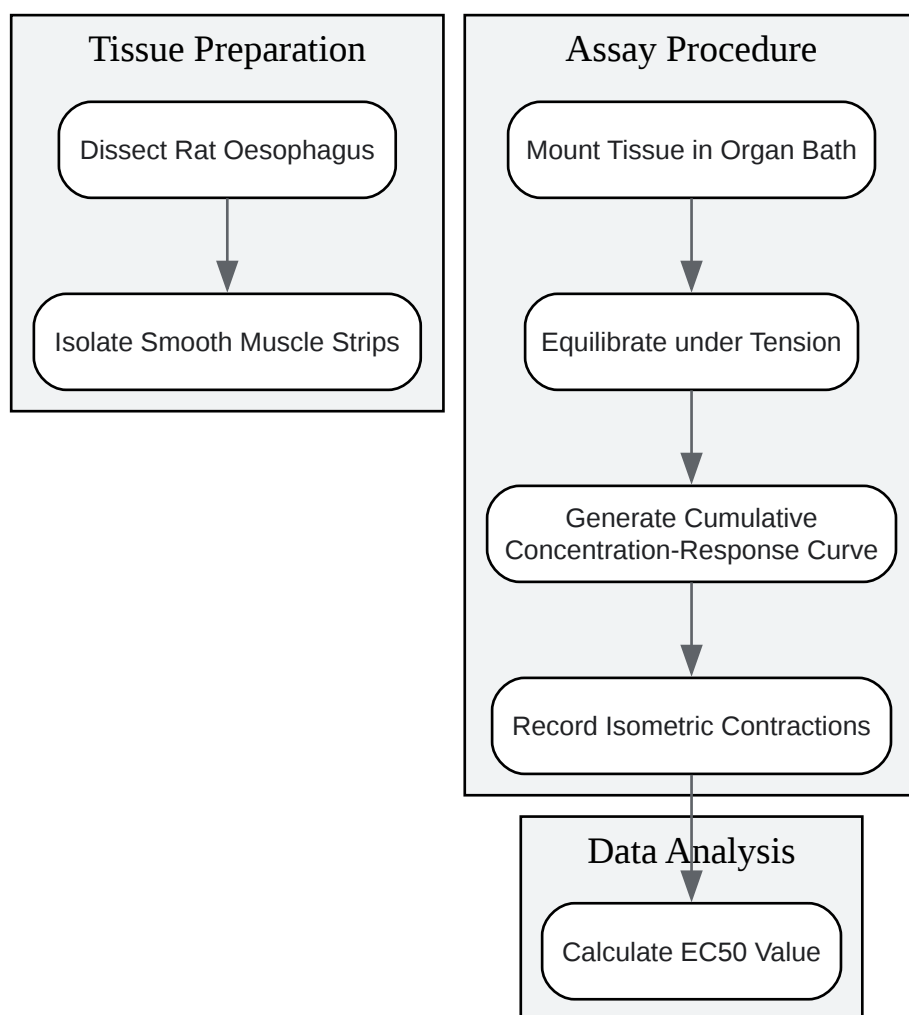 Tissue Preparation
Dissect Rat Oesophagus
Isolate Smooth Muscle Strips
Assay Procedure
Mount Tissue in Organ Bath
Equilibrate under Tension
Generate Cumulative
Concentration-Response Curve
Record Isometric Contractions
Data Analysis
Calculate EC50 Value